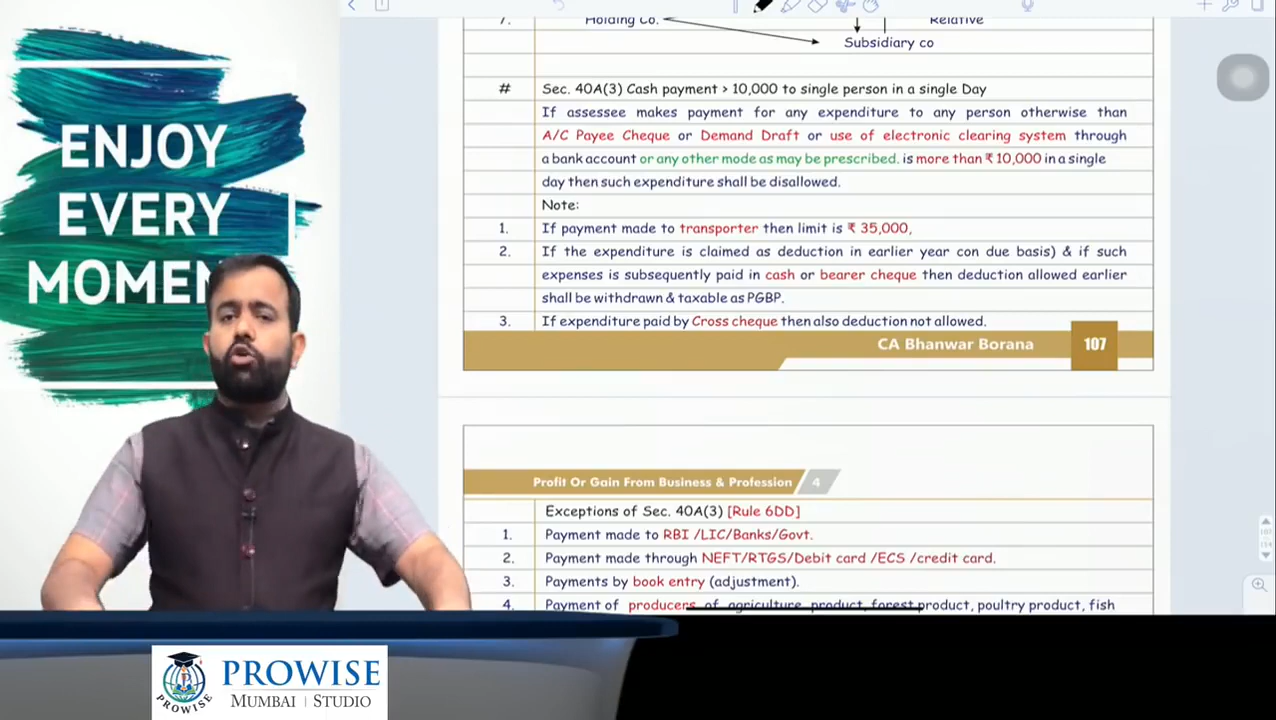 ENJOY
EVERY
MOMEN
7.
Holding Co.
Relative
Subsidiary co
# Sec. 40A(3) Cash payment > 10,000 to single person in a single Day
If assessee makes payment for any expenditure to any person otherwise than
A/C Payee Cheque or Demand Draft or use of electronic clearing system through
a bank account or any other mode as may be prescribed. is more than ₹ 10,000 in a single
day then such expenditure shall be disallowed.
Note:
1. If payment made to transporter then limit is ₹ 35,000,
2. If the expenditure is claimed as deduction in earlier year con due basis) & if such
expenses is subsequently paid in cash or bearer cheque then deduction allowed earlier
shall be withdrawn & taxable as PGBP.
3. If expenditure paid by Cross cheque then also deduction not allowed.
CA Bhanwar Borana 107
Profit Or Gain From Business & Profession 4
Exceptions of Sec. 40A(3) [Rule 6DD]
1. Payment made to RBI /LIC/Banks/Govt.
2. Payment made through NEFT/RTGS/Debit card /ECS /credit card.
3. Payments by book entry (adjustment).
4. Payment of producers of agriculture product, forest product, poultry product, fish
PROWISE
PROWISE
MUMBAI | STUDIO